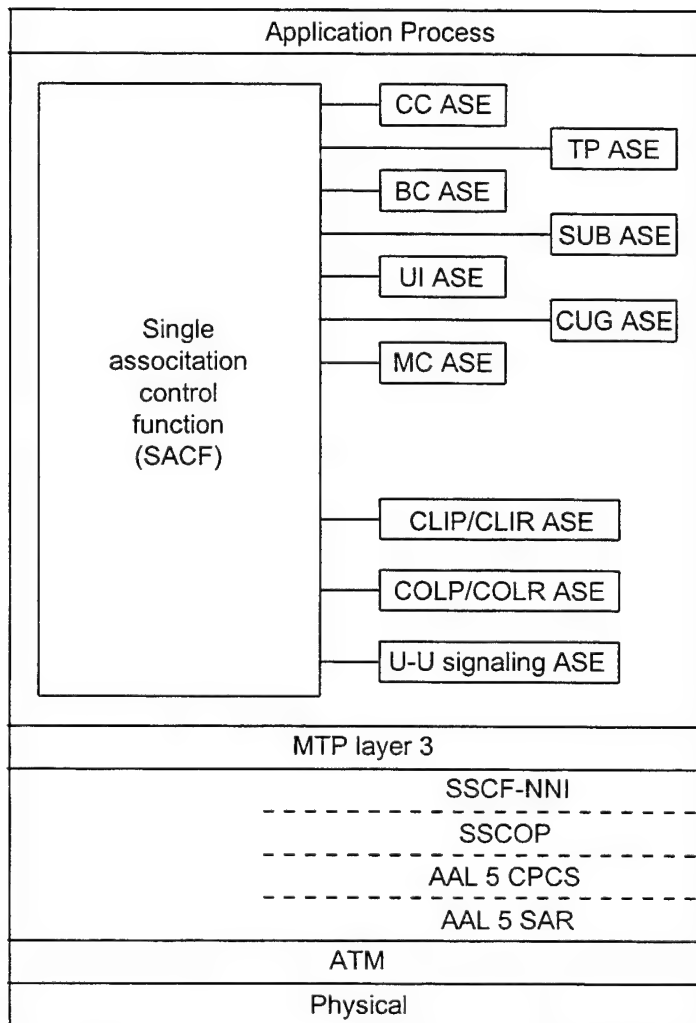 Application Process
CC ASE
TP ASE
BC ASE
SUB ASE
UI ASE
CUG ASE
MC ASE
Single
associtation
control
function
(SACF)
CLIP/CLIR ASE
COLP/COLR ASE
U-U signaling ASE
MTP layer 3
SSCF-NNI
SSCOP
AAL 5 CPCS
AAL 5 SAR
ATM
Physical